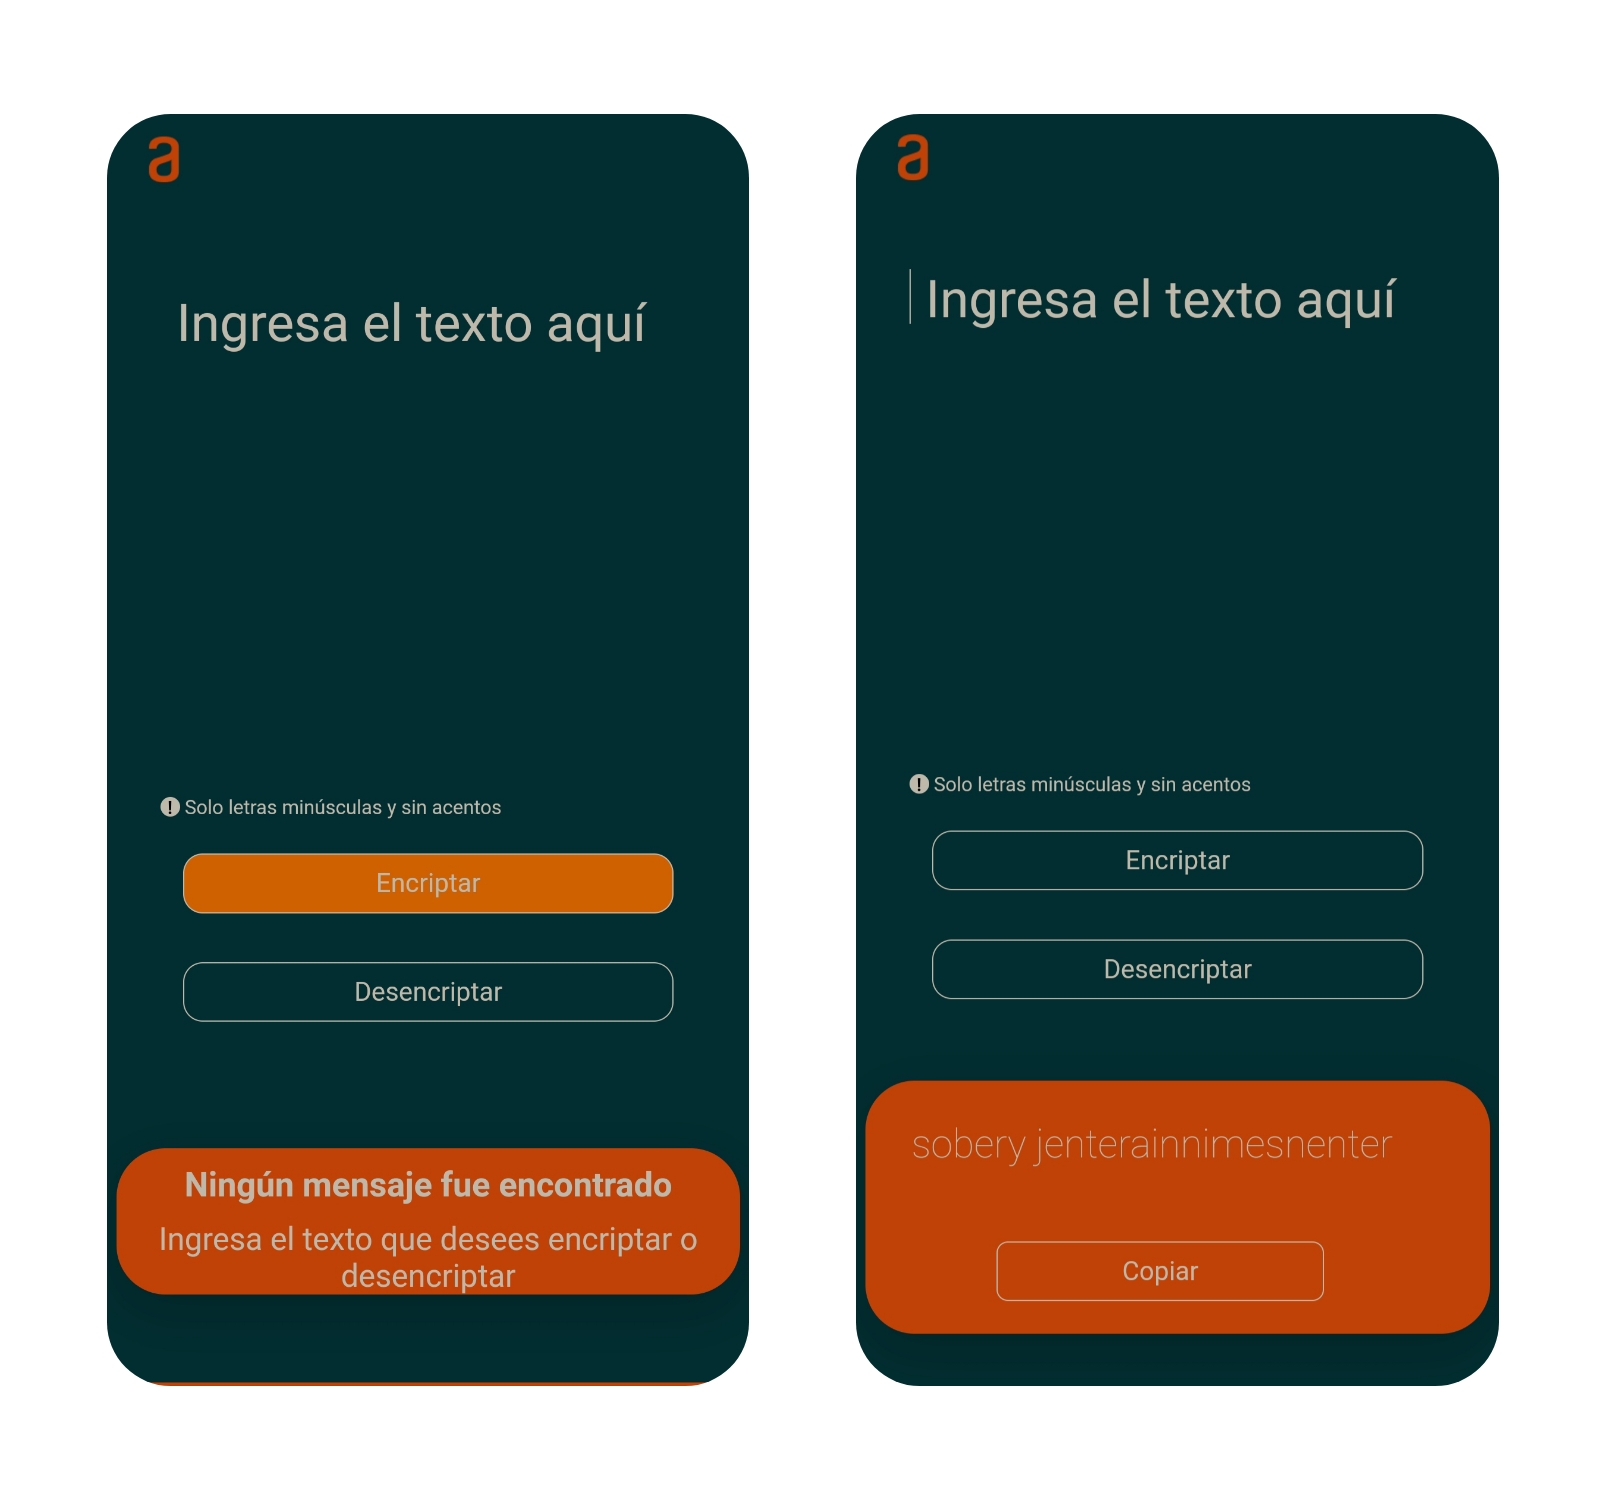 a
Ingresa el texto aquí
Solo letras minúsculas y sin acentos
Encriptar
Desencriptar
Ningún mensaje fue encontrado
Ingresa el texto que desees encriptar o
desencriptar
a
Ingresa el texto aquí
Solo letras minúsculas y sin acentos
Encriptar
Desencriptar
sobery jenterainnimesnenter
Copiar